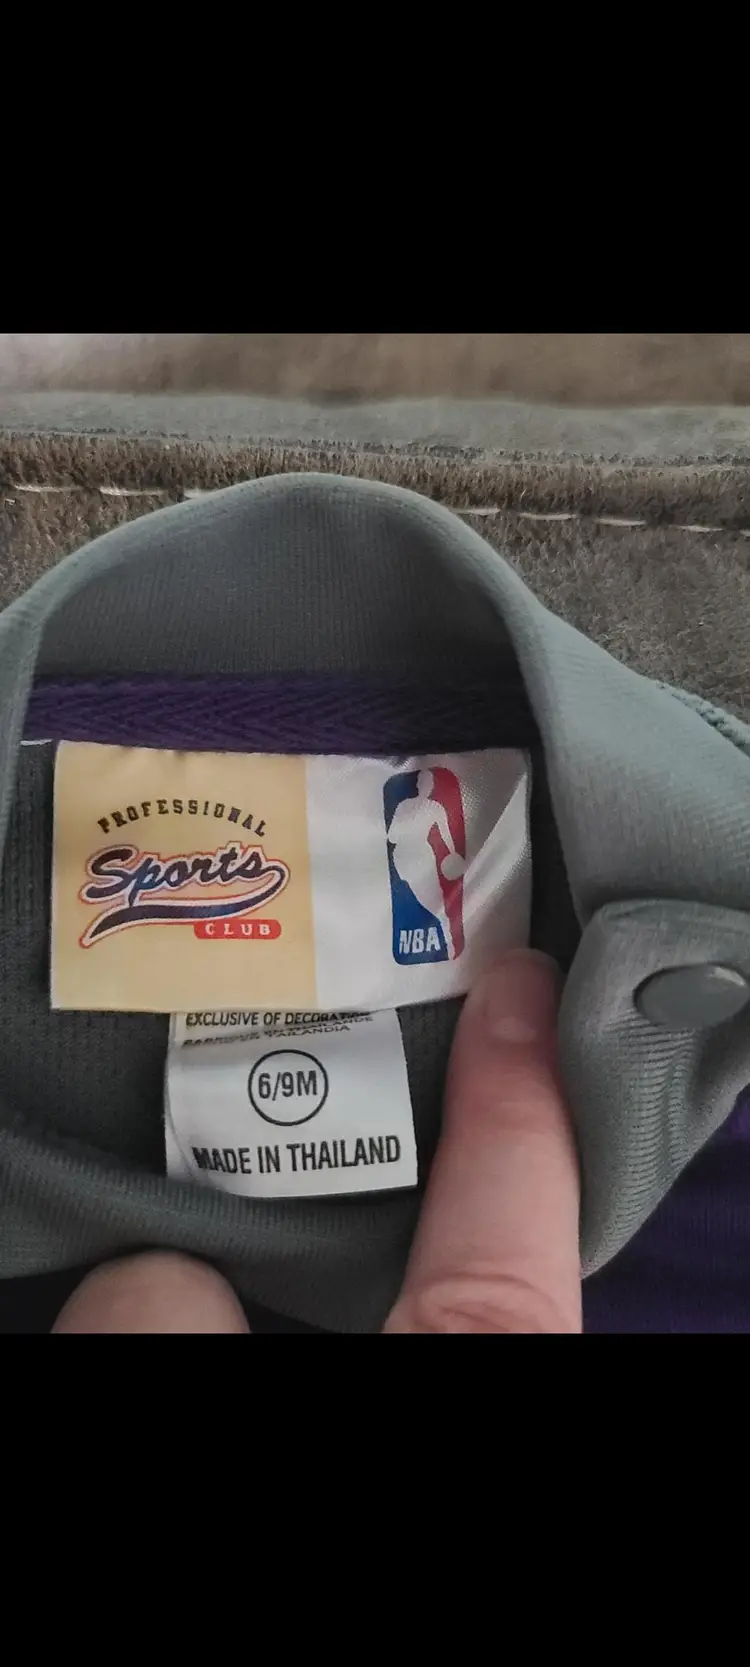 PROFESSIONAL
Sports
CLUB
NBA
EXCLUSIVE OF DECORATION
6/9M
MADE IN THAILAND